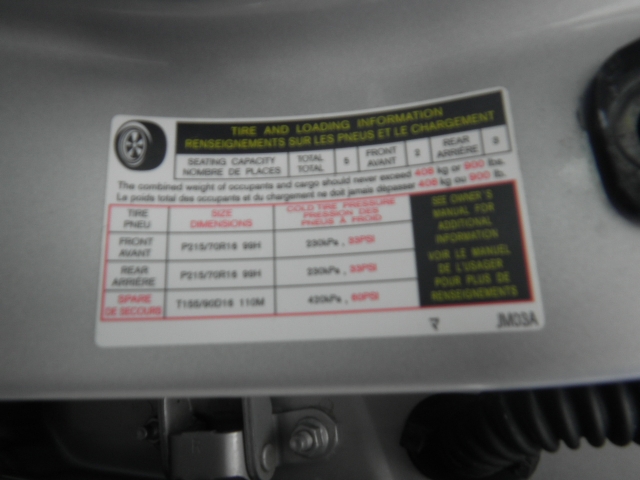 TIRE AND LOADING INFORMATION
RENSEIGNEMENTS SUR LES PNEUS ET LE CHARGEMENT
SEATING CAPACITY TOTAL 5 FRONT 2 REAR 3
NOMBRE DE PLACES TOTAL AVANT ARRIÈRE
The combined weight of occupants and cargo should never exceed 408 kg or 900 lbs.
Le poids total des occupants et du chargement ne doit jamais dépasser 408 kg ou 900 lb.
TIRE SIZE COLD TIRE PRESSURE
PNEU DIMENSIONS PRESSION DES
PNEUS À FROID
FRONT
AVANT P215/70R16 99H 230kPa , 33PSI
REAR
ARRIÈRE P215/70R16 99H 230kPa , 33PSI
SPARE
DE SECOURS T155/90D16 110M 420kPa , 60PSI
SEE OWNER'S
MANUAL FOR
ADDITIONAL
INFORMATION
VOIR LE MANUEL
DE L'USAGER
POUR PLUS DE
RENSEIGNEMENTS
JM03A